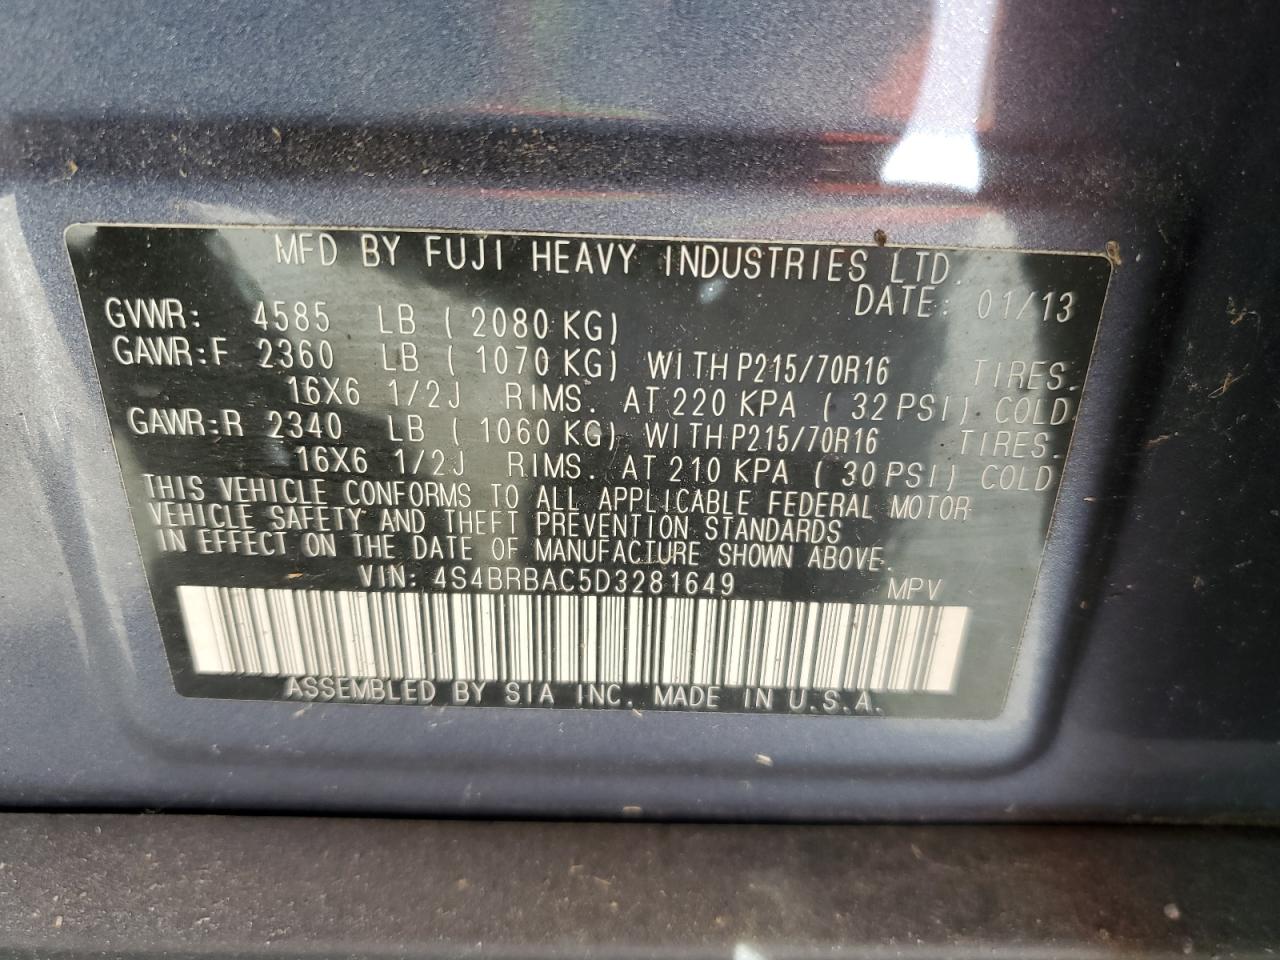 MFD BY FUJI HEAVY INDUSTRIES LTD.
DATE: 01/13
GVWR: 4585 LB (2080 KG)
GAWR:F 2360 LB (1070 KG) WITH P215/70R16 TIRES.
16X6 1/2J RIMS. AT 220 KPA (32 PSI) COLD
GAWR:R 2340 LB (1060 KG) WITH P215/70R16 TIRES.
16X6 1/2J RIMS. AT 210 KPA (30 PSI) COLD
THIS VEHICLE CONFORMS TO ALL APPLICABLE FEDERAL MOTOR
VEHICLE SAFETY AND THEFT PREVENTION STANDARDS
IN EFFECT ON THE DATE OF MANUFACTURE SHOWN ABOVE.
VIN: 4S4BRBAC5D3281649 MPV
ASSEMBLED BY SIA INC. MADE IN U.S.A.